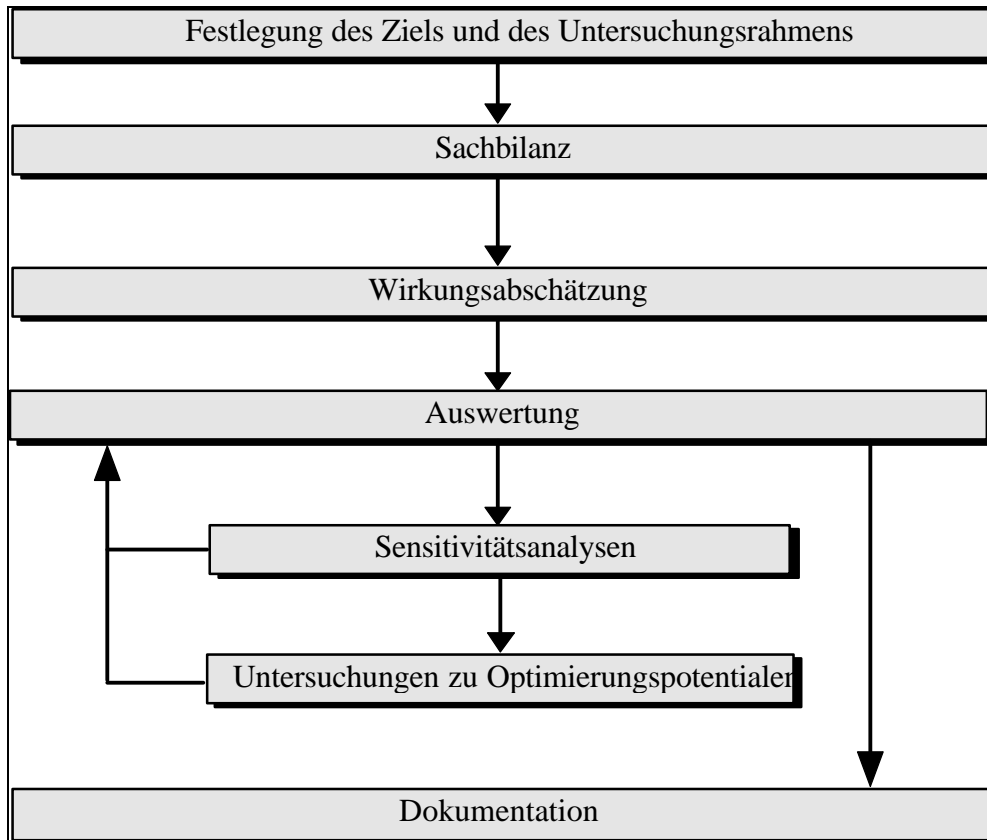 Festlegung des Ziels und des Untersuchungsrahmens
Sachbilanz
Wirkungsabschätzung
Auswertung
Sensitivitätsanalysen
Untersuchungen zu Optimierungspotentialen
Dokumentation